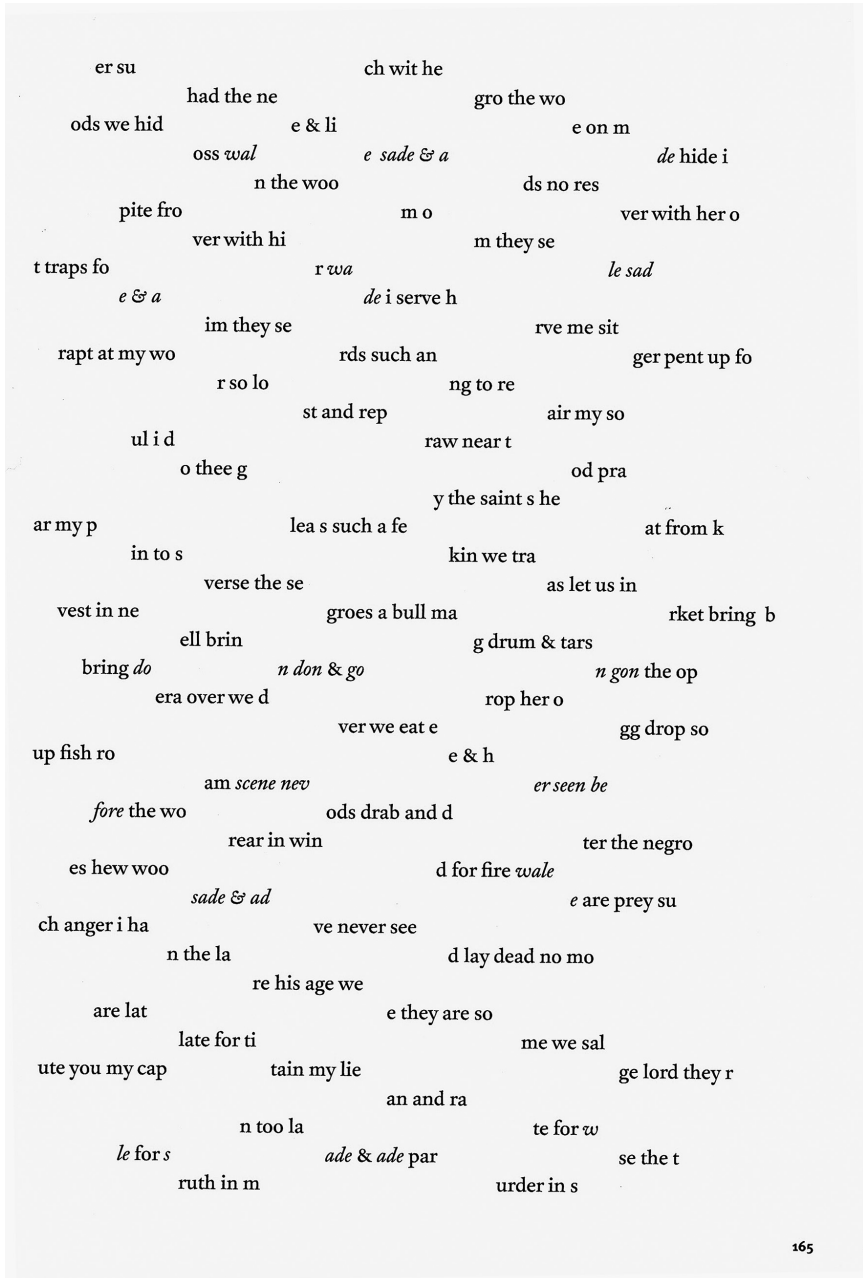 er su ch wit he
had the ne gro the wo
ods we hid e & li e on m
oss wal e sade & a de hide i
n the woo ds no res
pite fro m o ver with her o
ver with hi m they se
t traps fo r wa le sad
e & a de i serve h
im they se rve me sit
rapt at my wo rds such an ger pent up fo
r so lo ng to re
st and rep air my so
ul i d raw near t
o thee g od pra
y the saint s he
ar my p lea s such a fe at from k
in to s kin we tra
verse the se as let us in
vest in ne groes a bull ma rket bring b
ell brin g drum & tars
bring do n don & go n gon the op
era over we d rop her o
ver we eat e gg drop so
up fish ro e & h
am scene nev er seen be
fore the wo ods drab and d
rear in win ter the negro
es hew woo d for fire wale
sade & ad e are prey su
ch anger i ha ve never see
n the la d lay dead no mo
re his age we
are lat e they are so
late for ti me we sal
ute you my cap tain my lie ge lord they r
an and ra
n too la te for w
le for s ade & ade par se the t
ruth in m urder in s
165